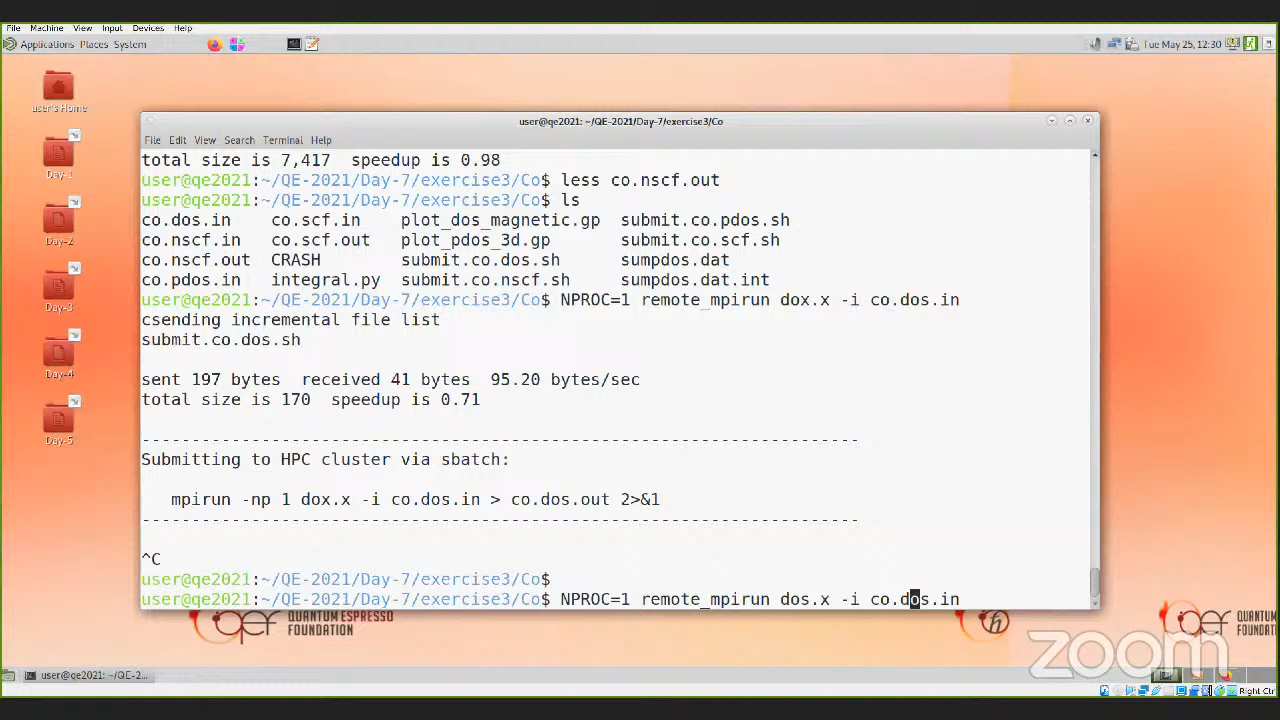 File Machine View Input Devices Help
Applications Places System
Tue May 25, 12:30
user's Home
Day-1
Day-2
Day-3
Day-4
Day-5
user@qe2021: ~/QE-2021/Day-7/exercise3/Co
File Edit View Search Terminal Help
total size is 7,417  speedup is 0.98
user@qe2021:~/QE-2021/Day-7/exercise3/Co$ less co.nscf.out
user@qe2021:~/QE-2021/Day-7/exercise3/Co$ ls
co.dos.in    co.scf.in    plot_dos_magnetic.gp  submit.co.pdos.sh
co.nscf.in   co.scf.out   plot_pdos_3d.gp       submit.co.scf.sh
co.nscf.out  CRASH        submit.co.dos.sh      sumpdos.dat
co.pdos.in   integral.py  submit.co.nscf.sh     sumpdos.dat.int
user@qe2021:~/QE-2021/Day-7/exercise3/Co$ NPROC=1 remote_mpirun dox.x -i co.dos.in
csending incremental file list
submit.co.dos.sh
sent 197 bytes  received 41 bytes  95.20 bytes/sec
total size is 170  speedup is 0.71
------------------------------------------------------------------------
Submitting to HPC cluster via sbatch:
mpirun -np 1 dox.x -i co.dos.in > co.dos.out 2>&1
------------------------------------------------------------------------
^C
user@qe2021:~/QE-2021/Day-7/exercise3/Co$
user@qe2021:~/QE-2021/Day-7/exercise3/Co$ NPROC=1 remote_mpirun dos.x -i co.dos.in
QUANTUM ESPRESSO
FOUNDATION
QUANTUM
FOUNDAT
zoom
user@qe2021: ~/QE-2...
Right Ctrl